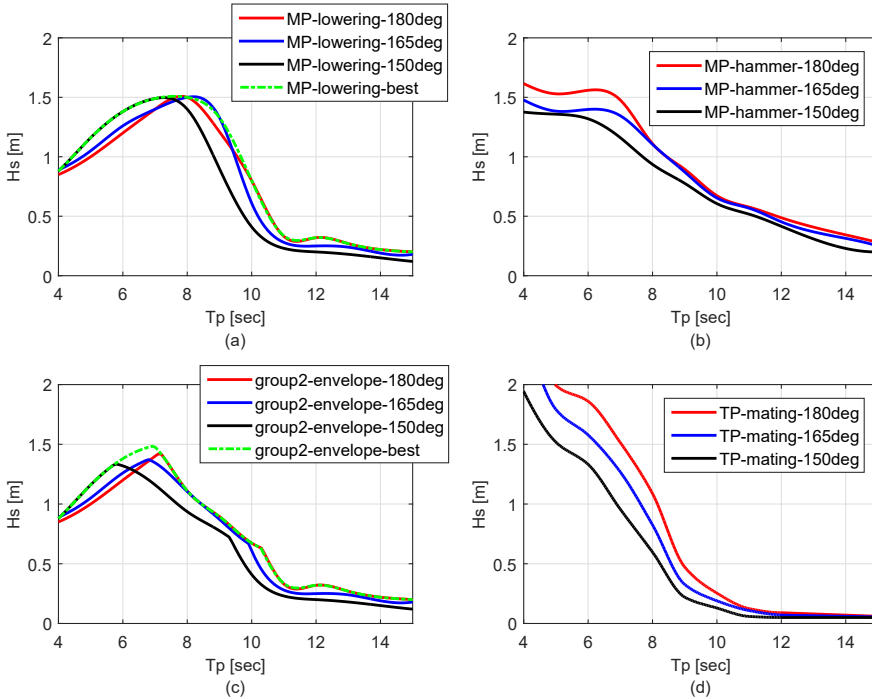 MP-lowering-180deg
MP-lowering-165deg
MP-lowering-150deg
MP-lowering-best
2
1.5
1
0.5
0
Hs [m]
4 6 8 10 12 14
Tp [sec]
(a)
MP-hammer-180deg
MP-hammer-165deg
MP-hammer-150deg
2
1.5
1
0.5
0
Hs [m]
4 6 8 10 12 14
Tp [sec]
(b)
group2-envelope-180deg
group2-envelope-165deg
group2-envelope-150deg
group2-envelope-best
2
1.5
1
0.5
0
Hs [m]
4 6 8 10 12 14
Tp [sec]
(c)
TP-mating-180deg
TP-mating-165deg
TP-mating-150deg
2
1.5
1
0.5
0
Hs [m]
4 6 8 10 12 14
Tp [sec]
(d)